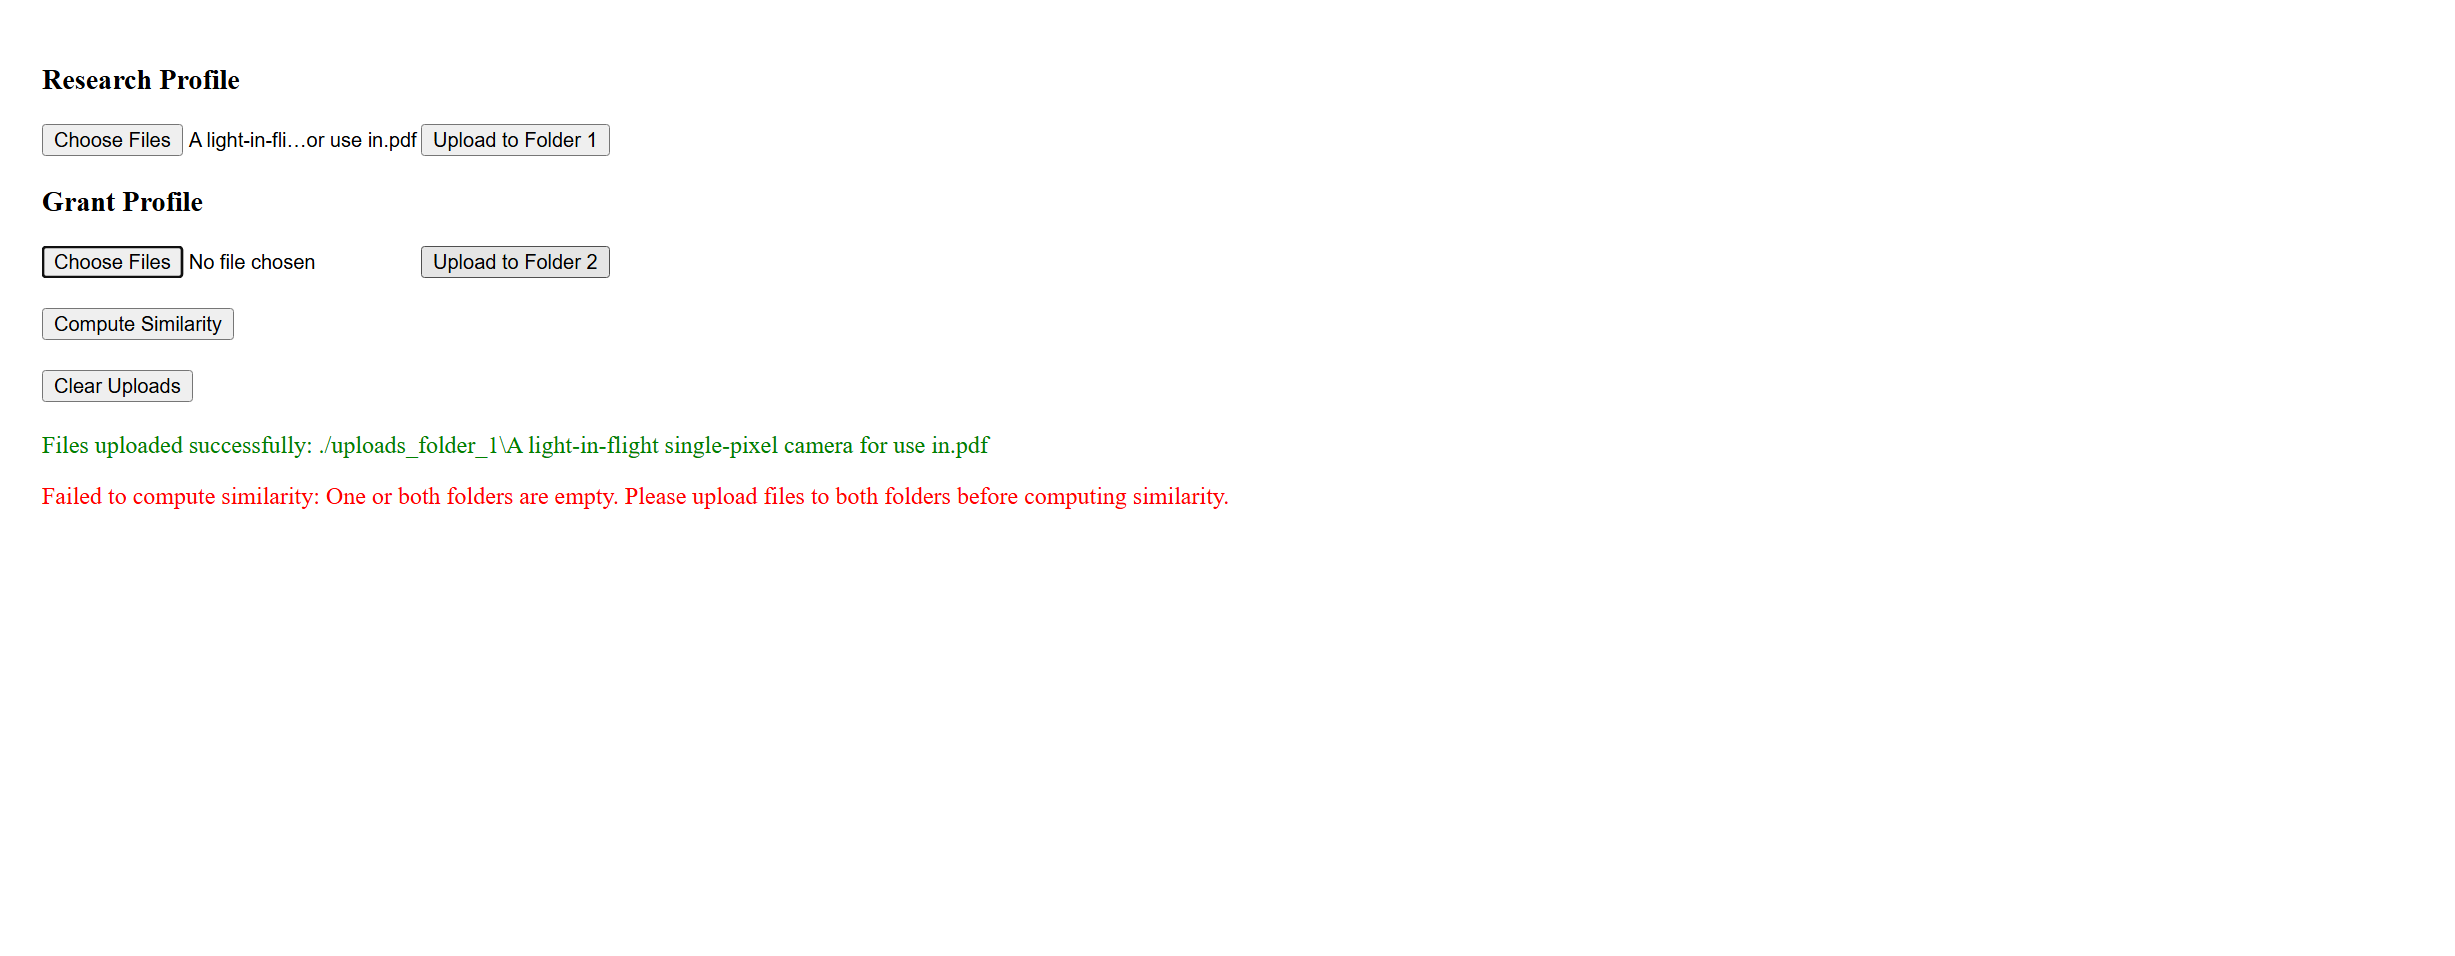 Research Profile
Choose Files A light-in-fli…or use in.pdf Upload to Folder 1
Grant Profile
Choose Files No file chosen Upload to Folder 2
Compute Similarity
Clear Uploads
Files uploaded successfully: ./uploads_folder_1\A light-in-flight single-pixel camera for use in.pdf
Failed to compute similarity: One or both folders are empty. Please upload files to both folders before computing similarity.